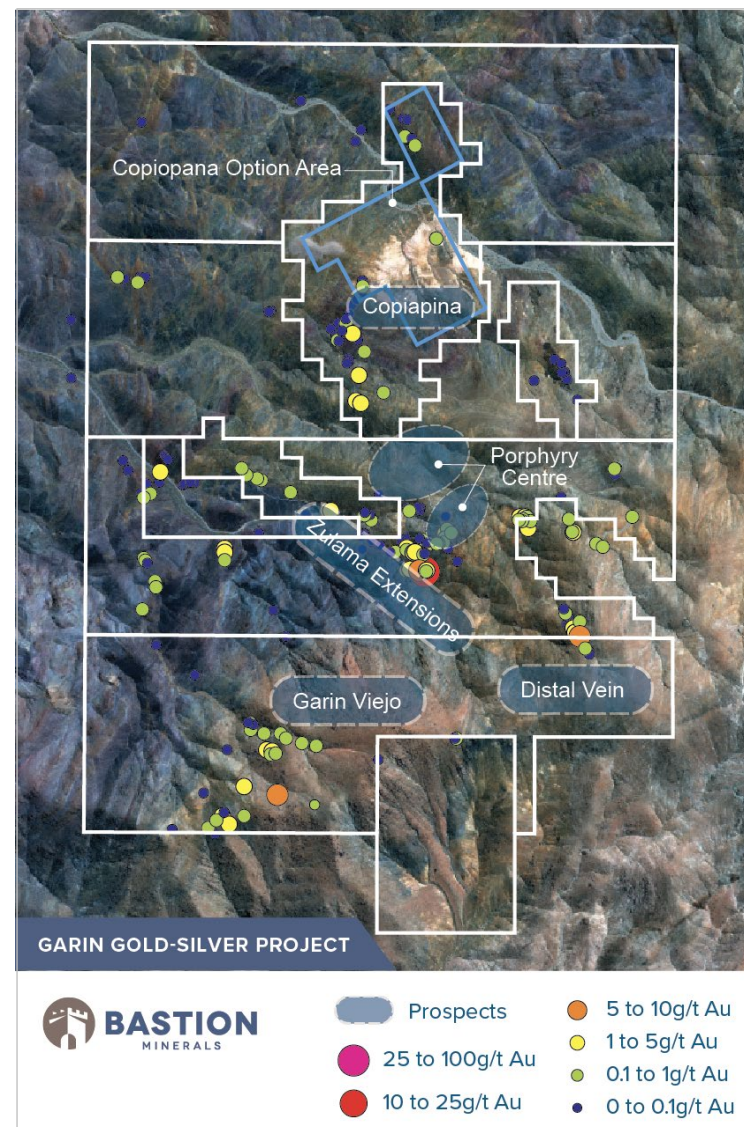 Copiopana Option Area
Copiapina
Porphyry
Centre
Zulama Extensions
Garin Viejo
Distal Vein
GARIN GOLD-SILVER PROJECT
BASTION
MINERALS
Prospects
25 to 100g/t Au
10 to 25g/t Au
5 to 10g/t Au
1 to 5g/t Au
0.1 to 1g/t Au
0 to 0.1g/t Au